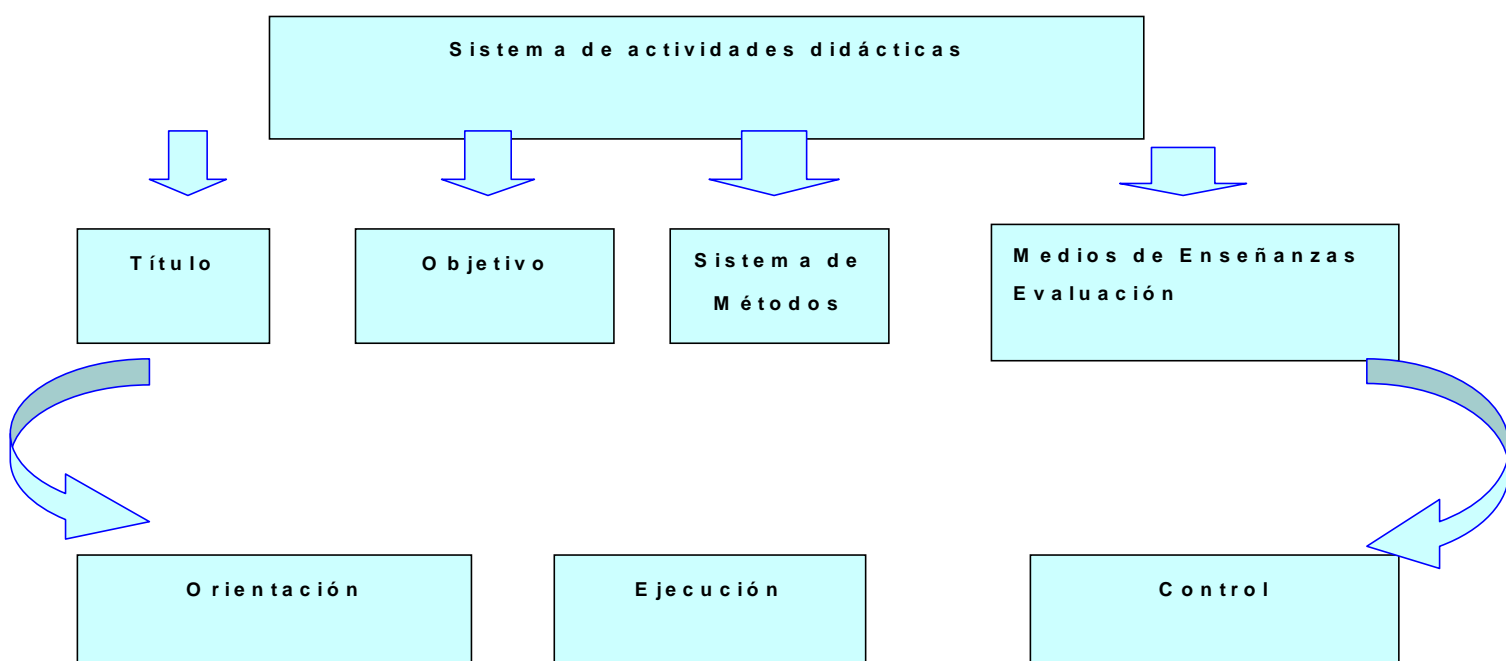 Sistema de actividades didácticas
Título
Objetivo
Sistema de
Métodos
Medios de Enseñanzas
Evaluación
Orientación
Ejecución
Control